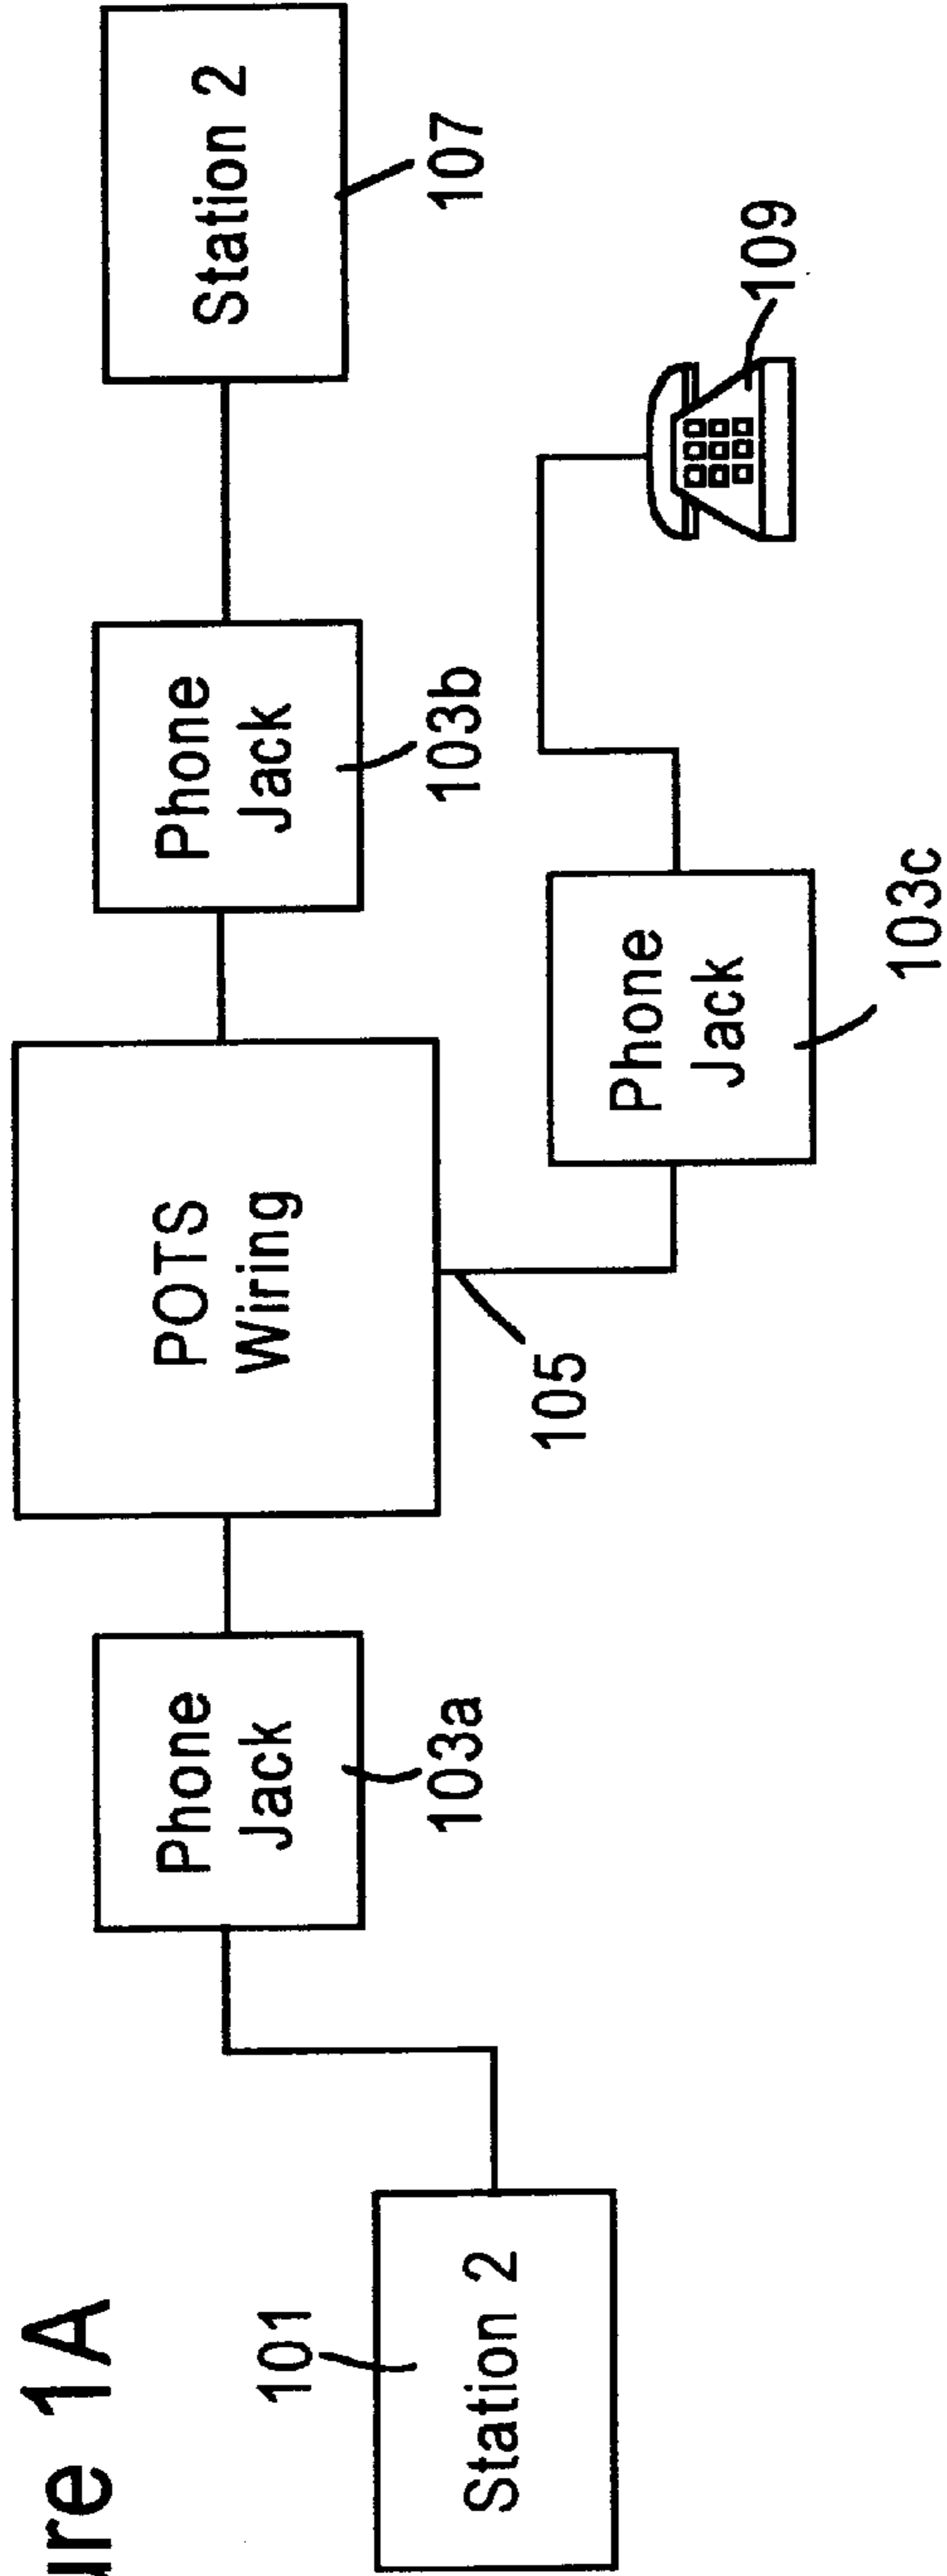 ure 1A
101
Station 2
Phone
Jack
103a
POTS
Wiring
105
Phone
Jack
103b
Phone
Jack
103c
Station 2
107
109